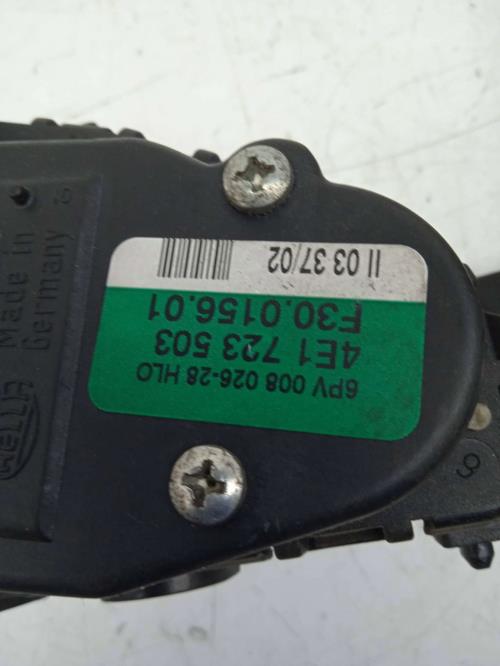 6PV 008 026-28 HLO
4E1 723 503
F30.0156.01
II 03 37/02
HELLA
Made in
Germany
9